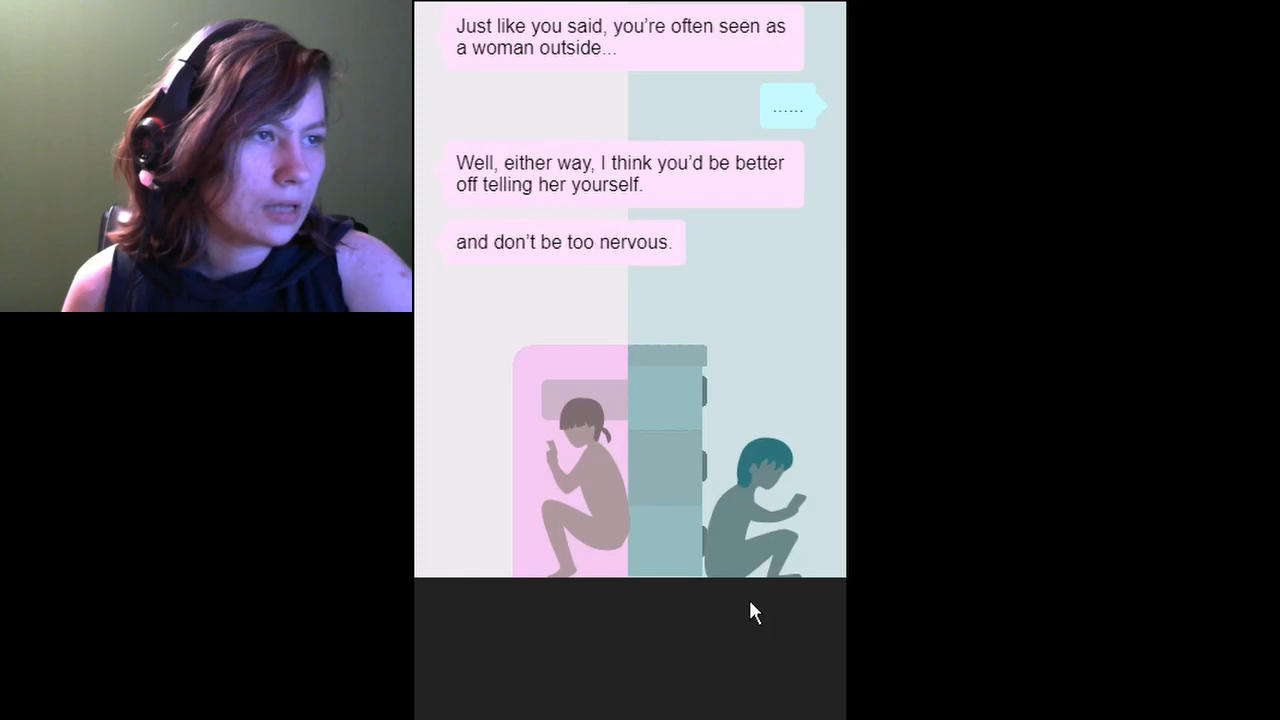 Just like you said, you’re often seen as
a woman outside...
......
Well, either way, I think you’d be better
off telling her yourself.
and don’t be too nervous.